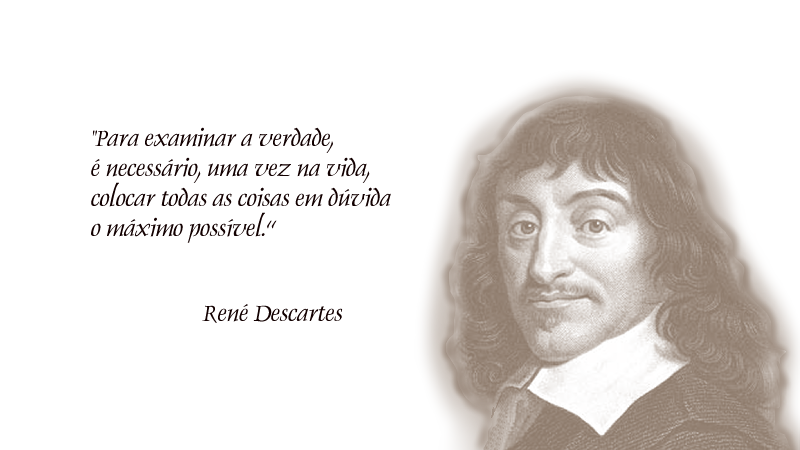 "Para examinar a verdade,
é necessário, uma vez na vida,
colocar todas as coisas em dúvida
o máximo possível.“
René Descartes